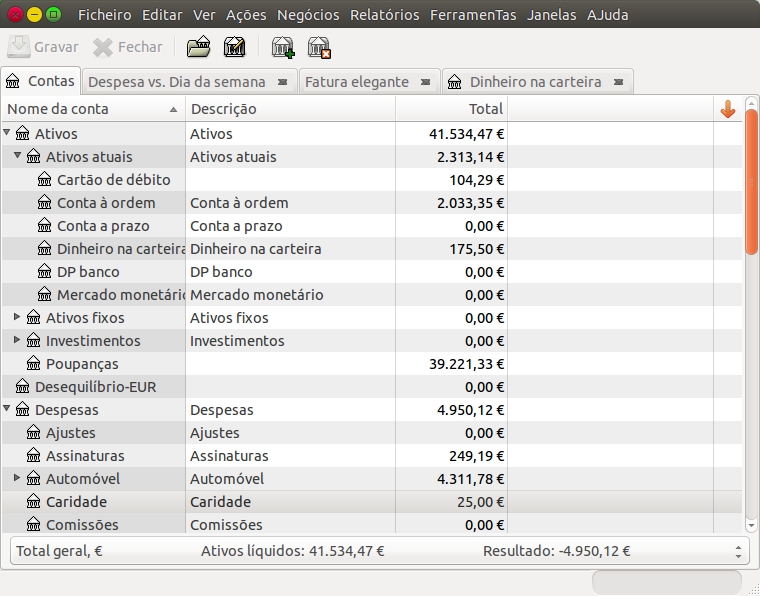 Ficheiro Editar Ver Ações Negócios Relatórios FerramenTas Janelas AJuda
Gravar Fechar
Contas Despesa vs. Dia da semana Fatura elegante Dinheiro na carteira
Nome da conta Descrição Total
Ativos Ativos 41.534,47 €
Ativos atuais Ativos atuais 2.313,14 €
Cartão de débito 104,29 €
Conta à ordem Conta à ordem 2.033,35 €
Conta a prazo Conta a prazo 0,00 €
Dinheiro na carteira Dinheiro na carteira 175,50 €
DP banco DP banco 0,00 €
Mercado monetário Mercado monetário 0,00 €
Ativos fixos Ativos fixos 0,00 €
Investimentos Investimentos 0,00 €
Poupanças 39.221,33 €
Desequilíbrio-EUR 0,00 €
Despesas Despesas 4.950,12 €
Ajustes Ajustes 0,00 €
Assinaturas Assinaturas 249,19 €
Automóvel Automóvel 4.311,78 €
Caridade Caridade 25,00 €
Comissões Comissões 0,00 €
Total geral, € Ativos líquidos: 41.534,47 € Resultado: -4.950,12 €